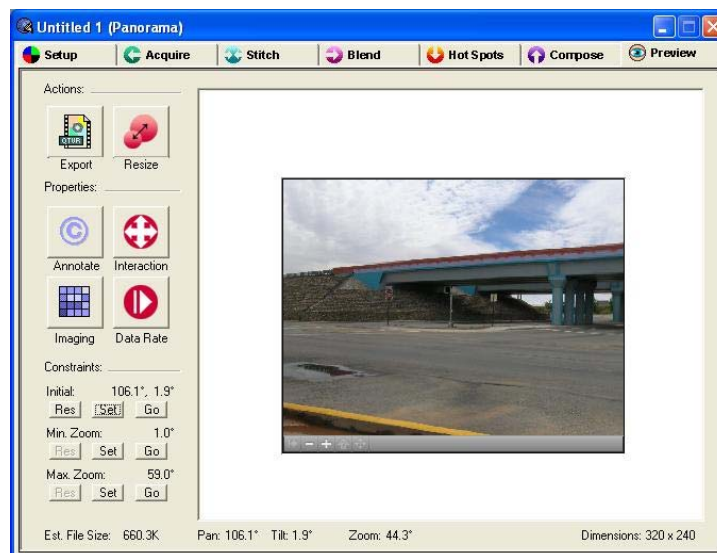 Untitled 1 (Panorama)
Setup Acquire Stitch Blend Hot Spots Compose Preview
Actions:
QTVR
Export Resize
Properties:
Annotate Interaction
Imaging Data Rate
Constraints:
Initial: 106.1°, 1.9°
Res Set Go
Min. Zoom: 1.0°
Res Set Go
Max. Zoom: 59.0°
Res Set Go
Est. File Size: 660.3K Pan: 106.1° Tilt: 1.9° Zoom: 44.3° Dimensions: 320 x 240